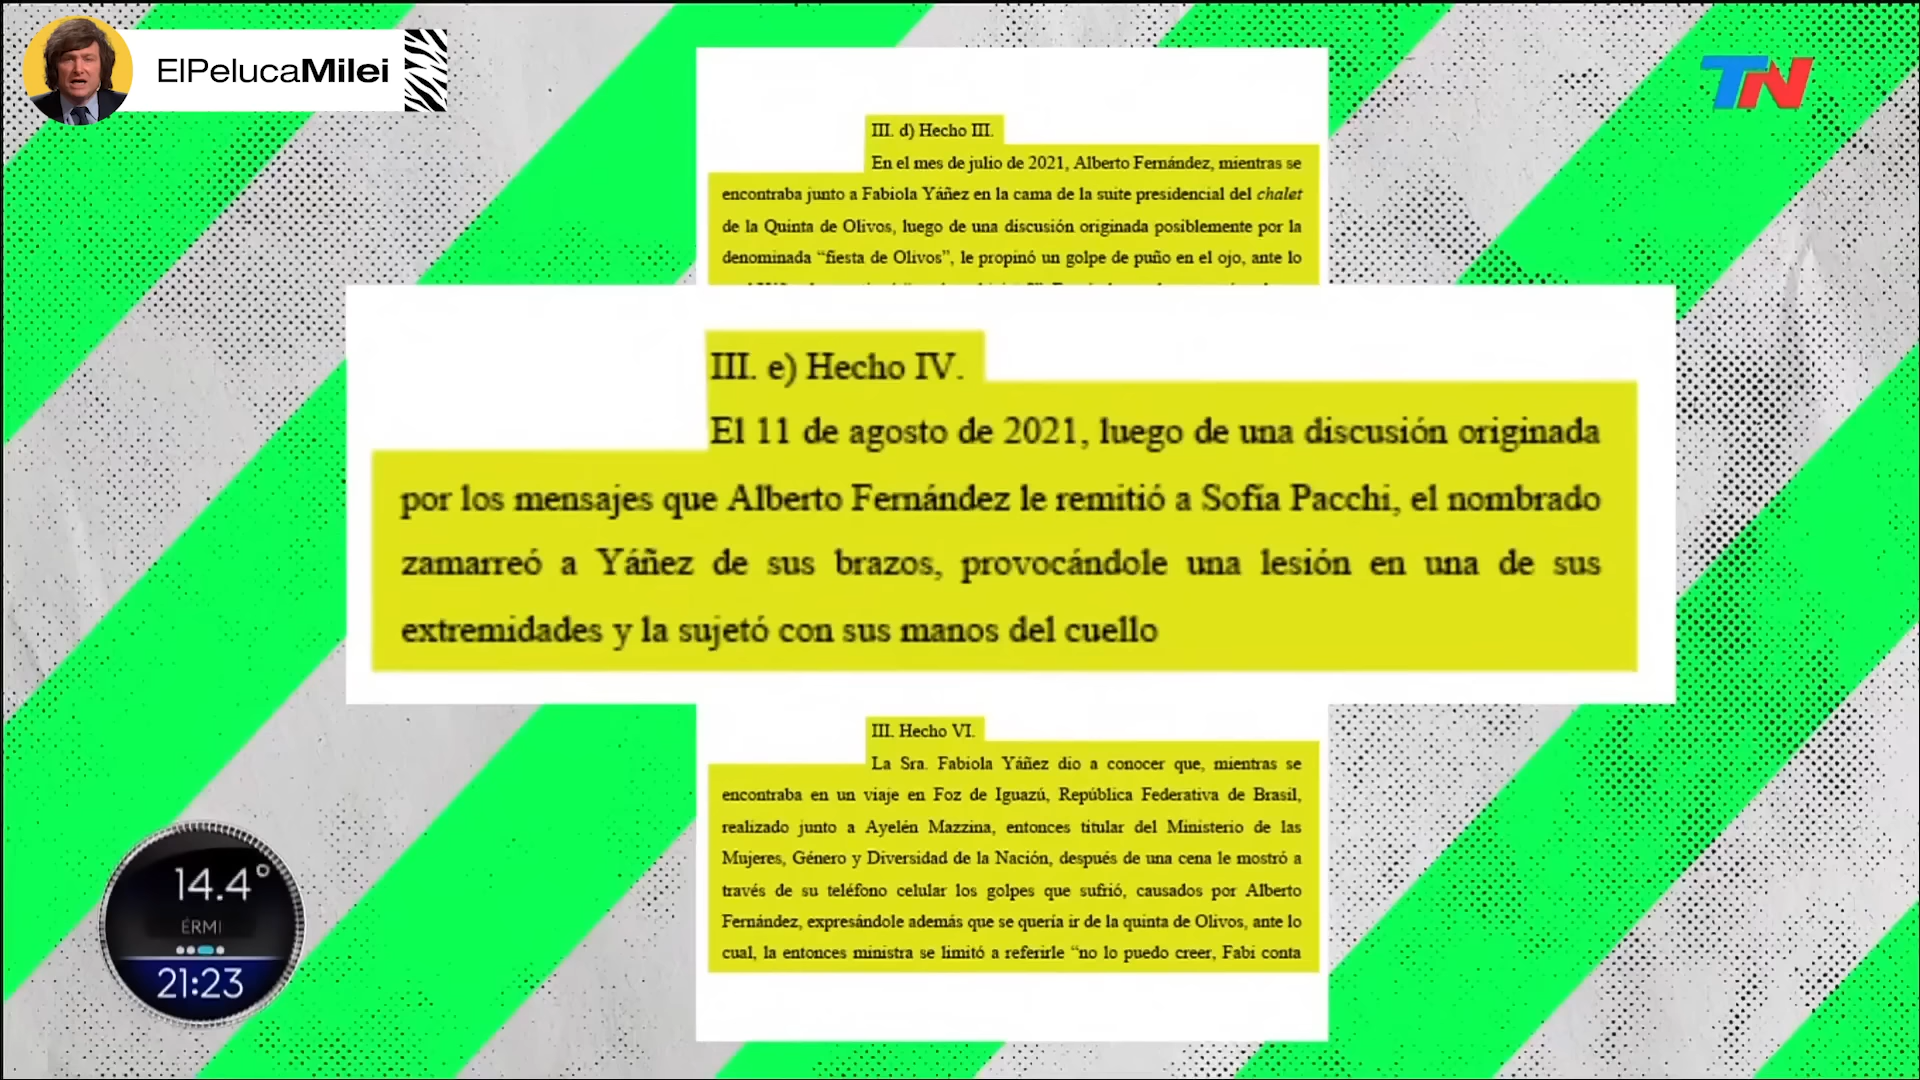 ElPelucaMilei
TN
III. d) Hecho III.
En el mes de julio de 2021, Alberto Fernández, mientras se
encontraba junto a Fabiola Yáñez en la cama de la suite presidencial del chalet
de la Quinta de Olivos, luego de una discusión originada posiblemente por la
denominada “fiesta de Olivos”, le propinó un golpe de puño en el ojo, ante lo
III. e) Hecho IV.
El 11 de agosto de 2021, luego de una discusión originada
por los mensajes que Alberto Fernández le remitió a Sofía Pacchi, el nombrado
zamarreó a Yáñez de sus brazos, provocándole una lesión en una de sus
extremidades y la sujetó con sus manos del cuello
III. Hecho VI.
La Sra. Fabiola Yáñez dio a conocer que, mientras se
encontraba en un viaje en Foz de Iguazú, República Federativa de Brasil,
realizado junto a Ayelén Mazzina, entonces titular del Ministerio de las
Mujeres, Género y Diversidad de la Nación, después de una cena le mostró a
través de su teléfono celular los golpes que sufrió, causados por Alberto
Fernández, expresándole además que se quería ir de la quinta de Olivos, ante lo
cual, la entonces ministra se limitó a referirle “no lo puedo creer, Fabi conta
14.4°
ÉRMI
21:23